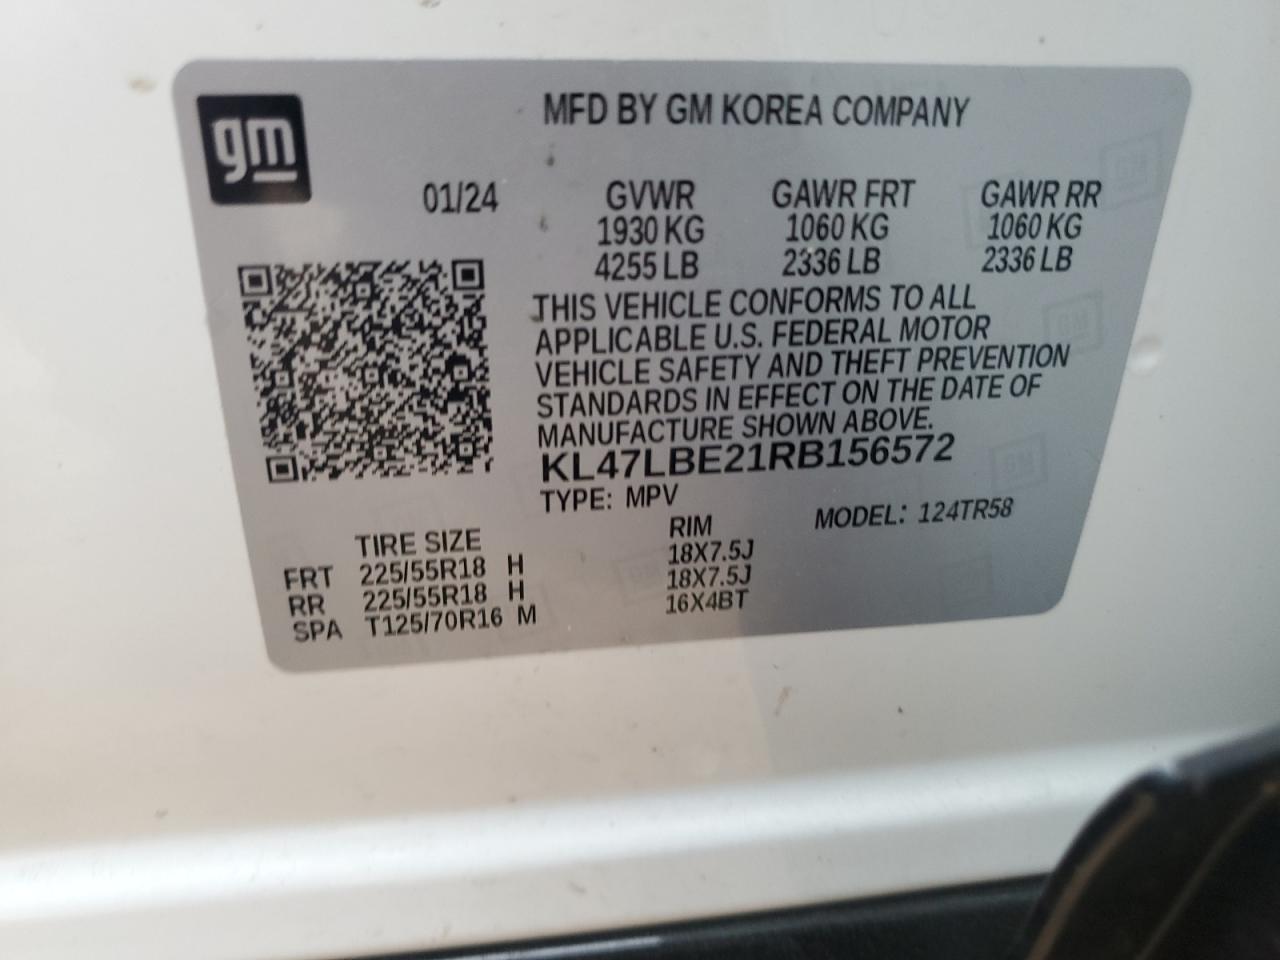 gm
MFD BY GM KOREA COMPANY
01/24 GVWR GAWR FRT GAWR RR
1930 KG 1060 KG 1060 KG
4255 LB 2336 LB 2336 LB
THIS VEHICLE CONFORMS TO ALL
APPLICABLE U.S. FEDERAL MOTOR
VEHICLE SAFETY AND THEFT PREVENTION
STANDARDS IN EFFECT ON THE DATE OF
MANUFACTURE SHOWN ABOVE.
KL47LBE21RB156572
TYPE: MPV MODEL: 124TR58
TIRE SIZE RIM
FRT 225/55R18 H 18X7.5J
RR 225/55R18 H 18X7.5J
SPA T125/70R16 M 16X4BT